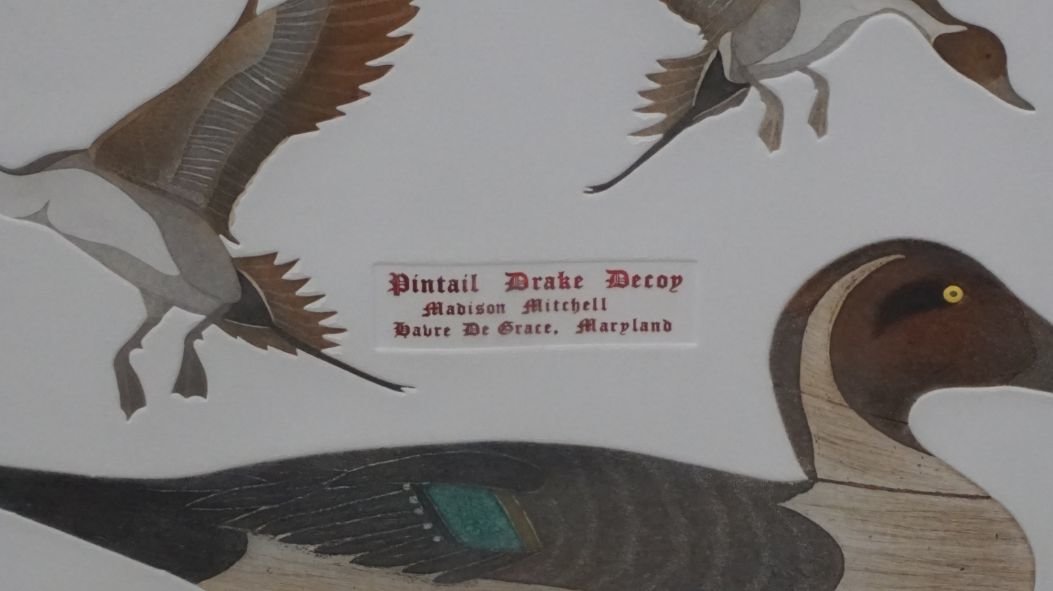 Pintail Drake Decoy
Madison Mitchell
Havre De Grace, Maryland